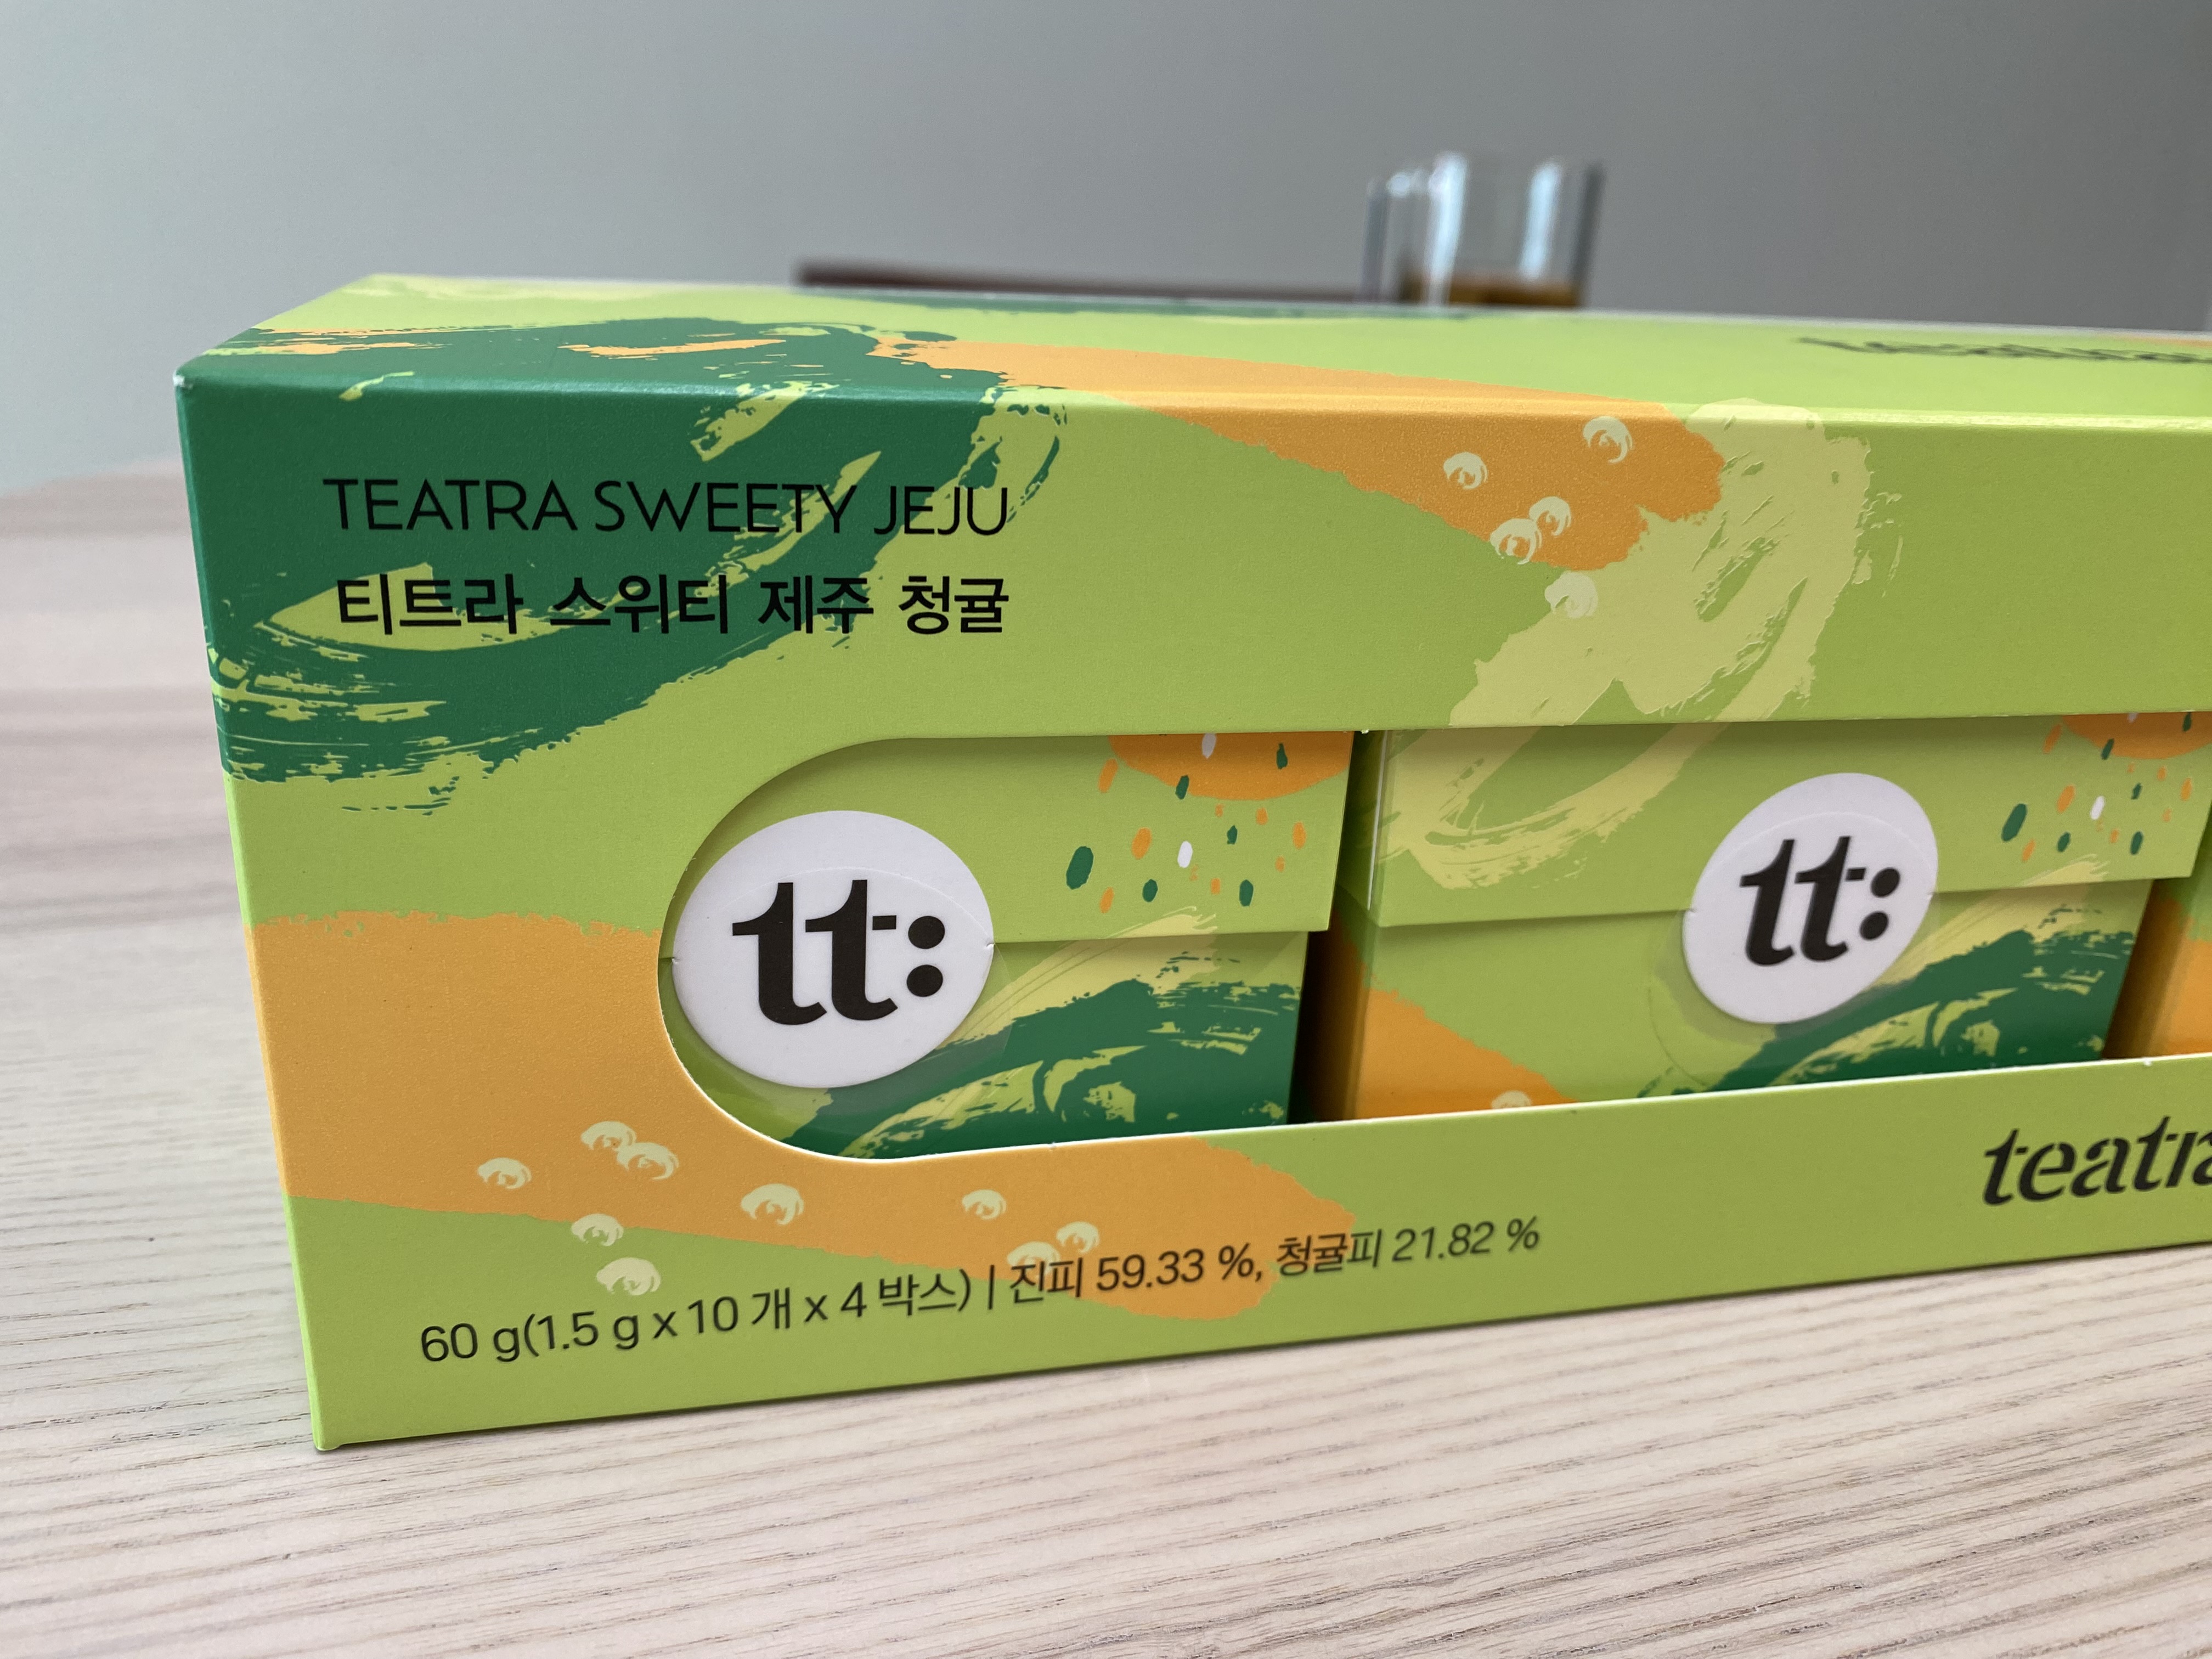 TEATRA SWEETY JEJU
티트라 스위티 제주 청귤
tt:
tt:
teatra
60 g(1.5 g x 10 개 x 4 박스) | 진피 59.33 %, 청귤피 21.82 %